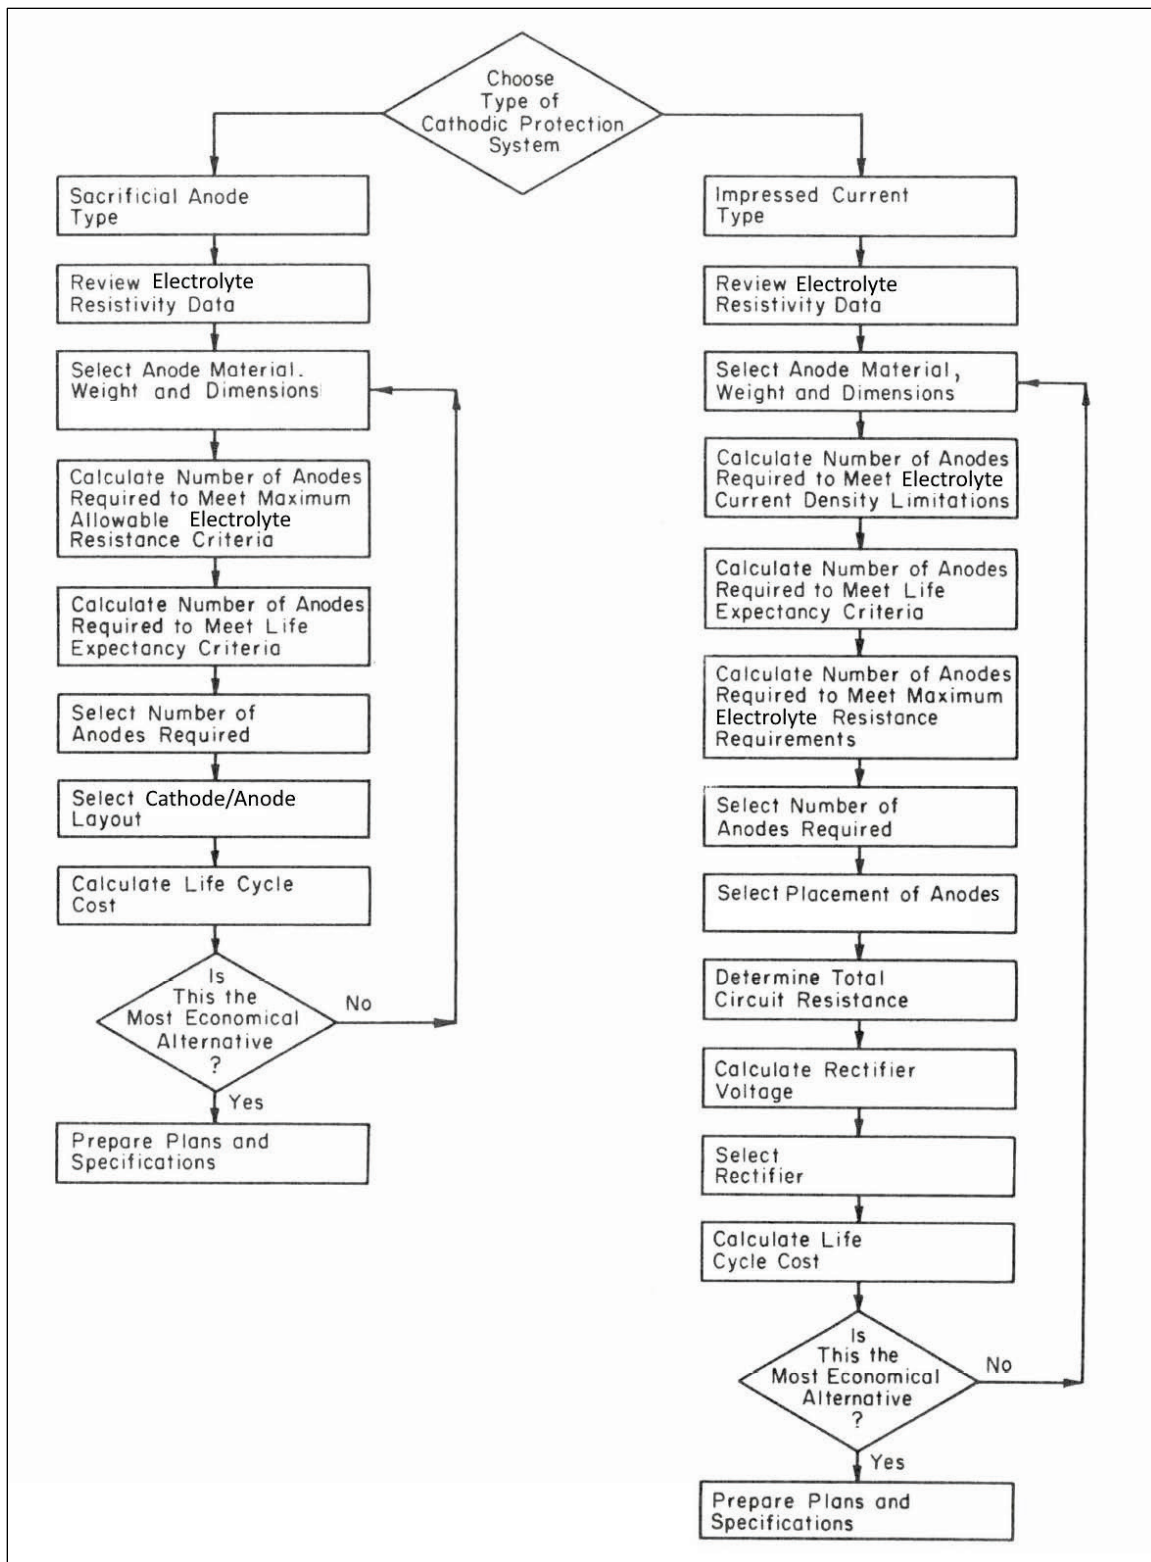 Choose
Type of
Cathodic Protection
System
Sacrificial Anode
Type
Review Electrolyte
Resistivity Data
Select Anode Material.
Weight and Dimensions
Calculate Number of Anodes
Required to Meet Maximum
Allowable Electrolyte
Resistance Criteria
Calculate Number of Anodes
Required to Meet Life
Expectancy Criteria
Select Number of
Anodes Required
Select Cathode/Anode
Layout
Calculate Life Cycle
Cost
Is
This the
Most Economical
Alternative
?
No
Yes
Prepare Plans and
Specifications
Impressed Current
Type
Review Electrolyte
Resistivity Data
Select Anode Material,
Weight and Dimensions
Calculate Number of Anodes
Required to Meet Electrolyte
Current Density Limitations
Calculate Number of Anodes
Required to Meet Life
Expectancy Criteria
Calculate Number of Anodes
Required to Meet Maximum
Electrolyte Resistance
Requirements
Select Number of
Anodes Required
Select Placement of Anodes
Determine Total
Circuit Resistance
Calculate Rectifier
Voltage
Select
Rectifier
Calculate Life
Cycle Cost
Is
This the
Most Economical
Alternative
?
No
Yes
Prepare Plans and
Specifications